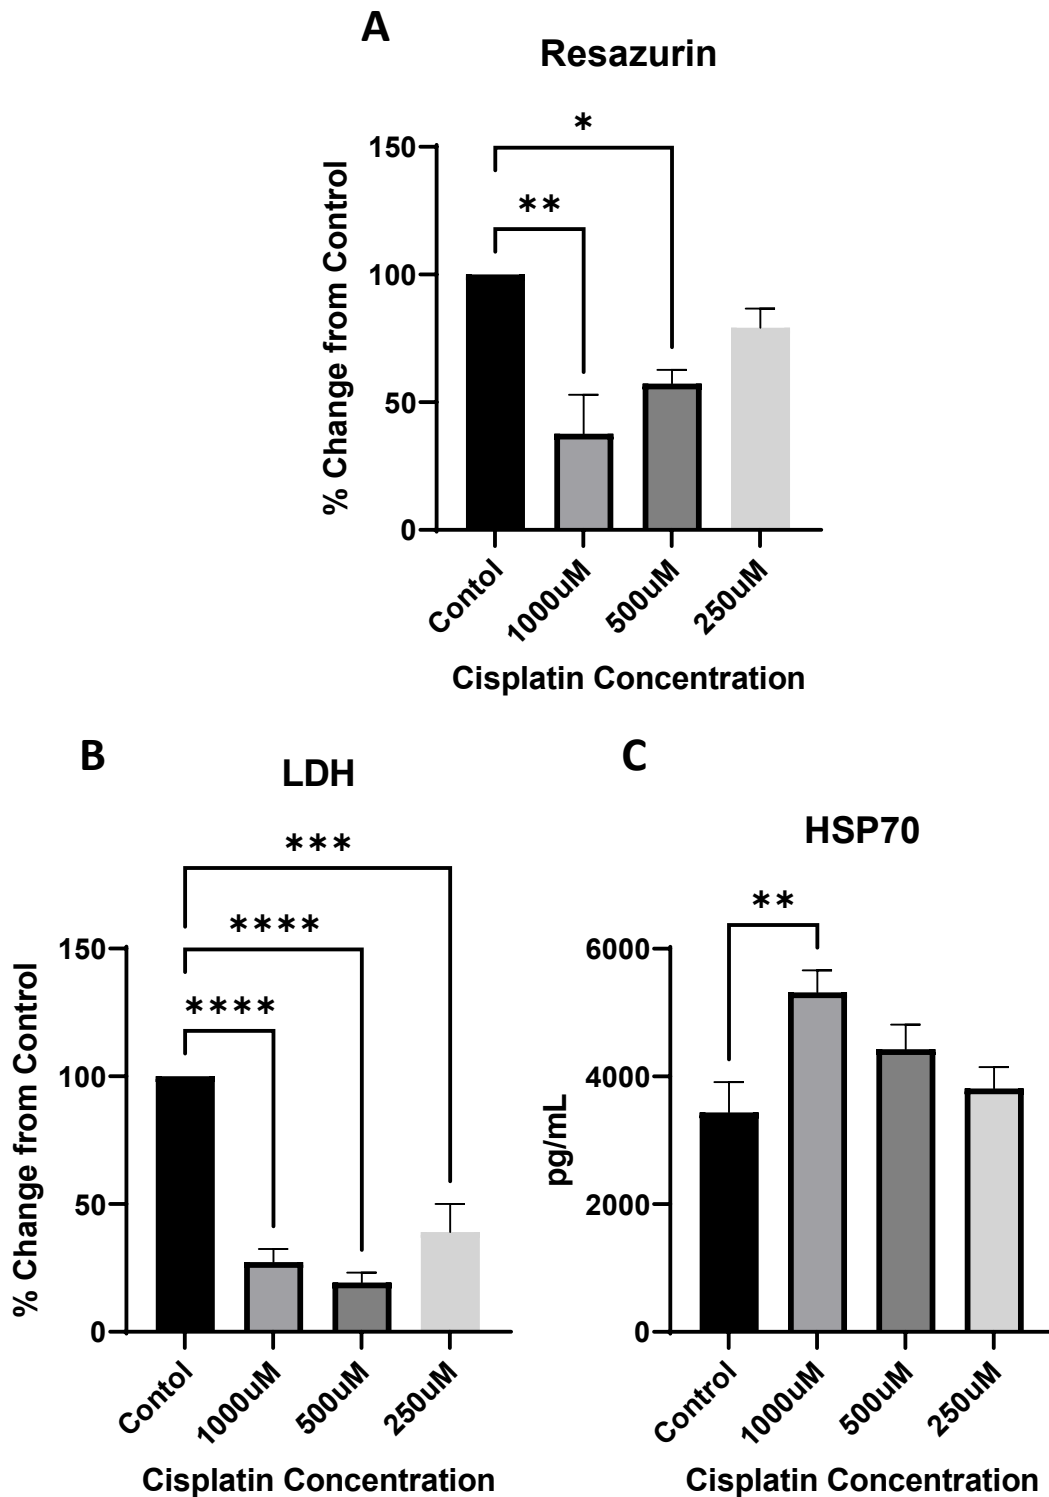 A
Resazurin
*
**
150
100
50
0
% Change from Control
Contol
1000uM
500uM
250uM
Cisplatin Concentration
B
LDH
***
****
****
150
100
50
0
% Change from Control
Contol
1000uM
500uM
250uM
Cisplatin Concentration
C
HSP70
**
6000
4000
2000
0
pg/mL
Control
1000uM
500uM
250uM
Cisplatin Concentration